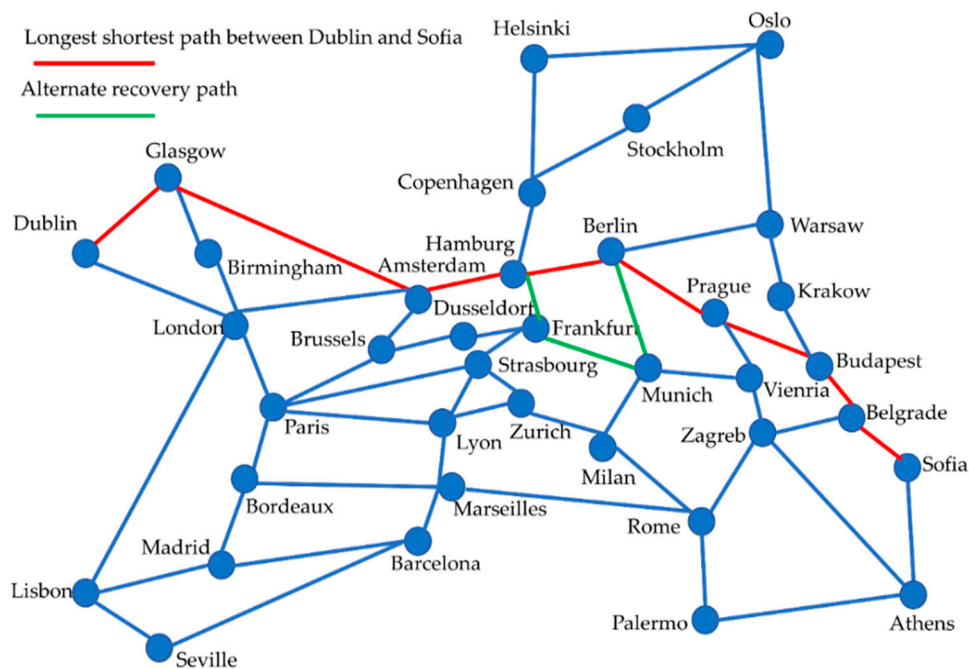 Longest shortest path between Dublin and Sofia
Alternate recovery path
Helsinki
Oslo
Stockholm
Glasgow
Copenhagen
Dublin
Birmingham
Hamburg
Berlin
Warsaw
Amsterdam
Prague
Krakow
London
Dusseldorf
Brussels
Frankfurt
Strasbourg
Budapest
Munich
Vienria
Paris
Lyon
Zurich
Zagreb
Belgrade
Milan
Sofia
Bordeaux
Marseilles
Rome
Madrid
Barcelona
Lisbon
Palermo
Athens
Seville